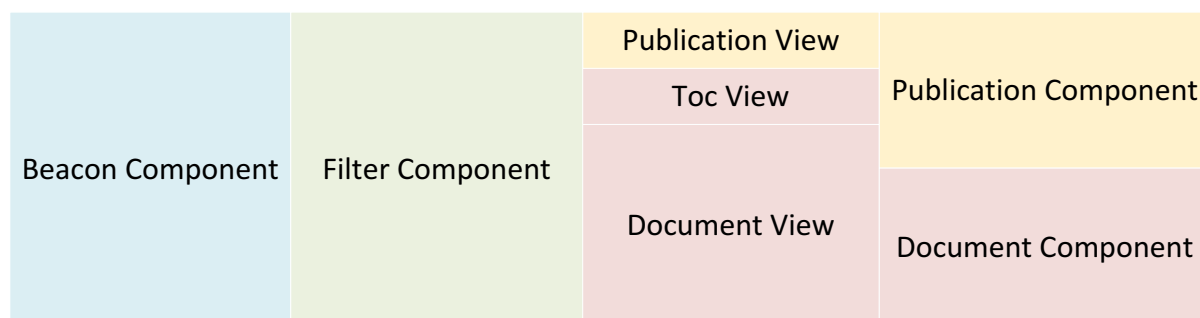 Beacon Component
Filter Component
Publication View
Toc View
Document View
Publication Component
Document Component